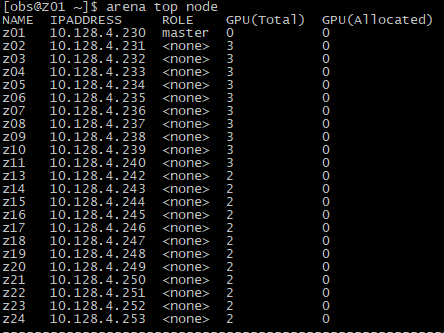 [obs@z01 ~]$ arena top node
NAME IPADDRESS ROLE GPU(Total) GPU(Allocated)
z01 10.128.4.230 master 0 0
z02 10.128.4.231 <none> 3 0
z03 10.128.4.232 <none> 3 0
z04 10.128.4.233 <none> 3 0
z05 10.128.4.234 <none> 3 0
z06 10.128.4.235 <none> 3 0
z07 10.128.4.236 <none> 3 0
z08 10.128.4.237 <none> 3 0
z09 10.128.4.238 <none> 3 0
z10 10.128.4.239 <none> 3 0
z11 10.128.4.240 <none> 3 0
z13 10.128.4.242 <none> 2 0
z14 10.128.4.243 <none> 2 0
z15 10.128.4.244 <none> 2 0
z16 10.128.4.245 <none> 2 0
z17 10.128.4.246 <none> 2 0
z18 10.128.4.247 <none> 2 0
z19 10.128.4.248 <none> 2 0
z20 10.128.4.249 <none> 2 0
z21 10.128.4.250 <none> 2 0
z22 10.128.4.251 <none> 2 0
z23 10.128.4.252 <none> 2 0
z24 10.128.4.253 <none> 2 0